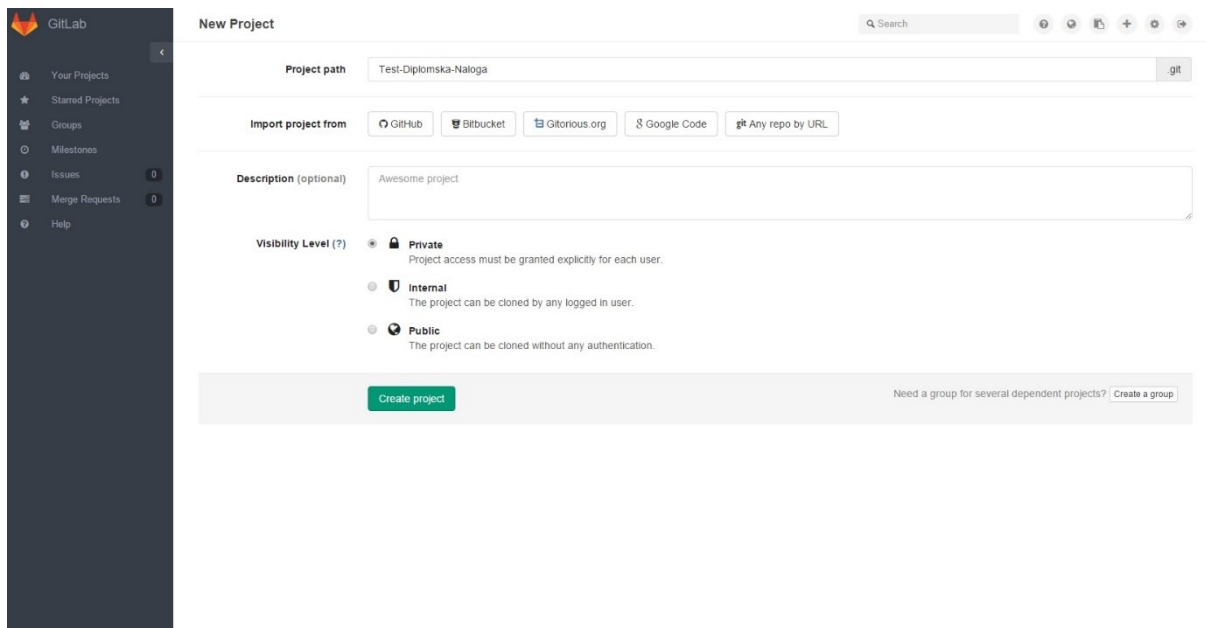 GitLab
New Project
Search
Your Projects
Starred Projects
Groups
Milestones
Issues 0
Merge Requests 0
Help
Project path Test-Diplomska-Naloga .git
Import project from GitHub Bitbucket Gitorious.org Google Code git Any repo by URL
Description (optional) Awesome project
Visibility Level (?) Private
Project access must be granted explicitly for each user.
Internal
The project can be cloned by any logged in user.
Public
The project can be cloned without any authentication.
Create project Need a group for several dependent projects? Create a group